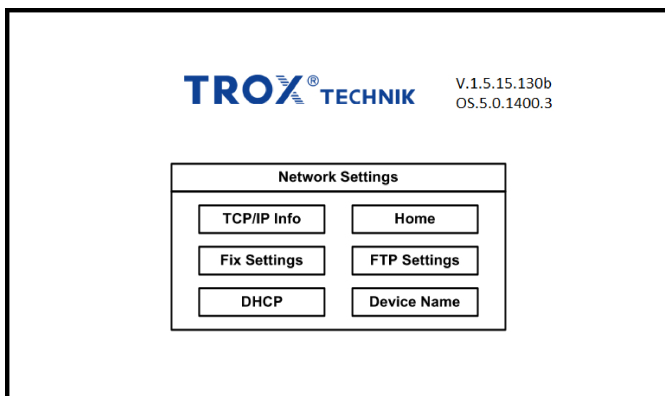 TROX® TECHNIK
V.1.5.15.130b
OS.5.0.1400.3
Network Settings
TCP/IP Info
Home
Fix Settings
FTP Settings
DHCP
Device Name